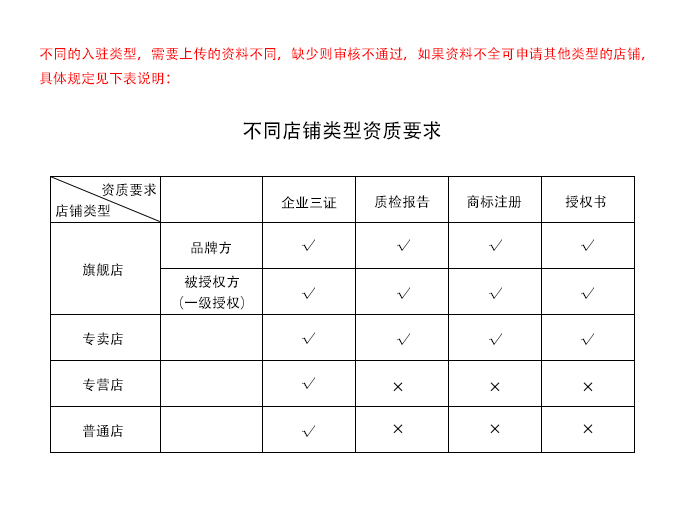 不同的入驻类型，需要上传的资料不同，缺少则审核不通过，如果资料不全可申请其他类型的店铺，
具体规定见下表说明：
不同店铺类型资质要求
资质要求
店铺类型
企业三证 质检报告 商标注册 授权书
旗舰店 品牌方 √ √ √ √
被授权方
（一级授权） √ √ √ √
专卖店 √ √ √ √
专营店 √ × × ×
普通店 √ × × ×